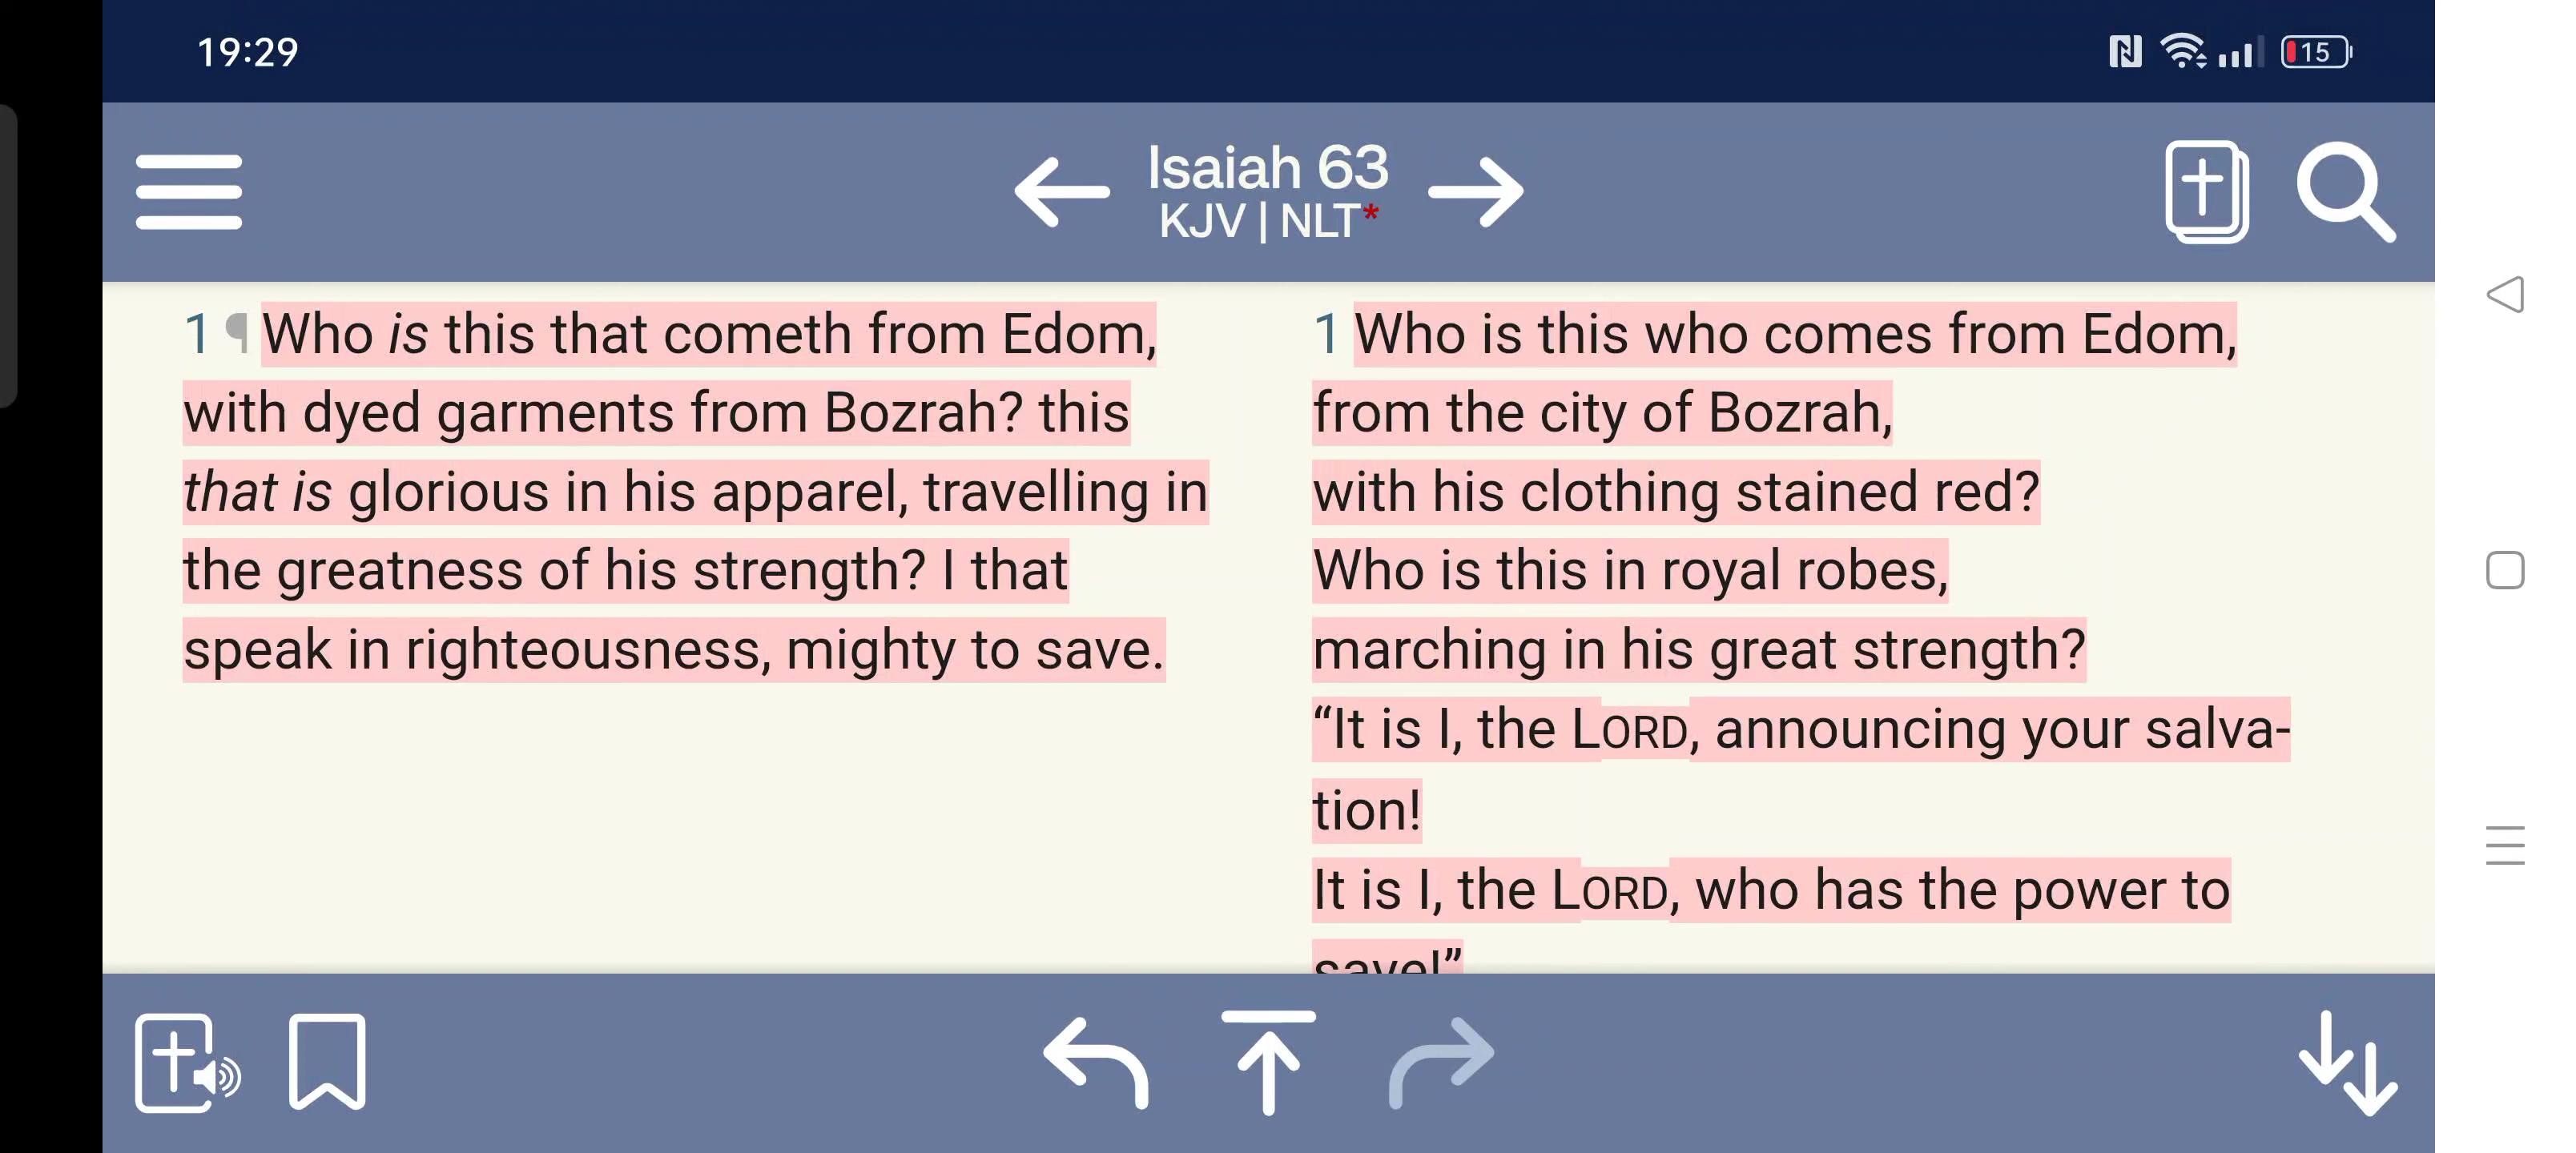 19:29
15
Isaiah 63
KJV | NLT*
1 ¶ Who is this that cometh from Edom,
with dyed garments from Bozrah? this
that is glorious in his apparel, travelling in
the greatness of his strength? I that
speak in righteousness, mighty to save.
1 Who is this who comes from Edom,
from the city of Bozrah,
with his clothing stained red?
Who is this in royal robes,
marching in his great strength?
“It is I, the LORD, announcing your salva-
tion!
It is I, the LORD, who has the power to
save!”